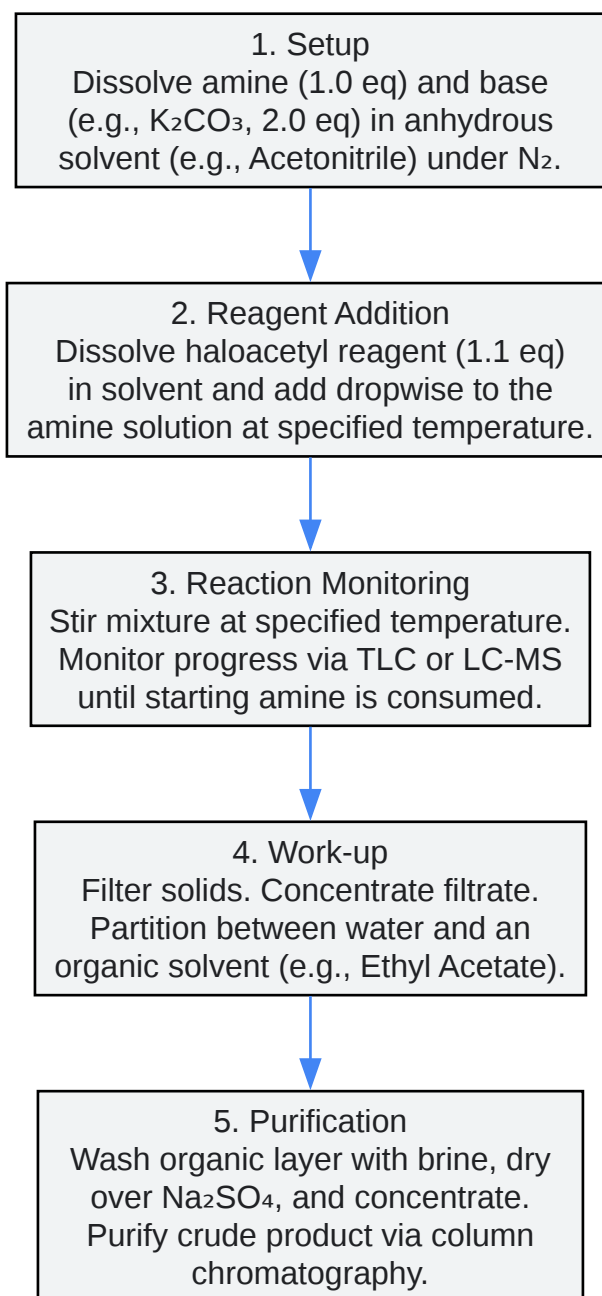 1. Setup
Dissolve amine (1.0 eq) and base
(e.g., K₂CO₃, 2.0 eq) in anhydrous
solvent (e.g., Acetonitrile) under N₂.
2. Reagent Addition
Dissolve haloacetyl reagent (1.1 eq)
in solvent and add dropwise to the
amine solution at specified temperature.
3. Reaction Monitoring
Stir mixture at specified temperature.
Monitor progress via TLC or LC-MS
until starting amine is consumed.
4. Work-up
Filter solids. Concentrate filtrate.
Partition between water and an
organic solvent (e.g., Ethyl Acetate).
5. Purification
Wash organic layer with brine, dry
over Na₂SO₄, and concentrate.
Purify crude product via column
chromatography.